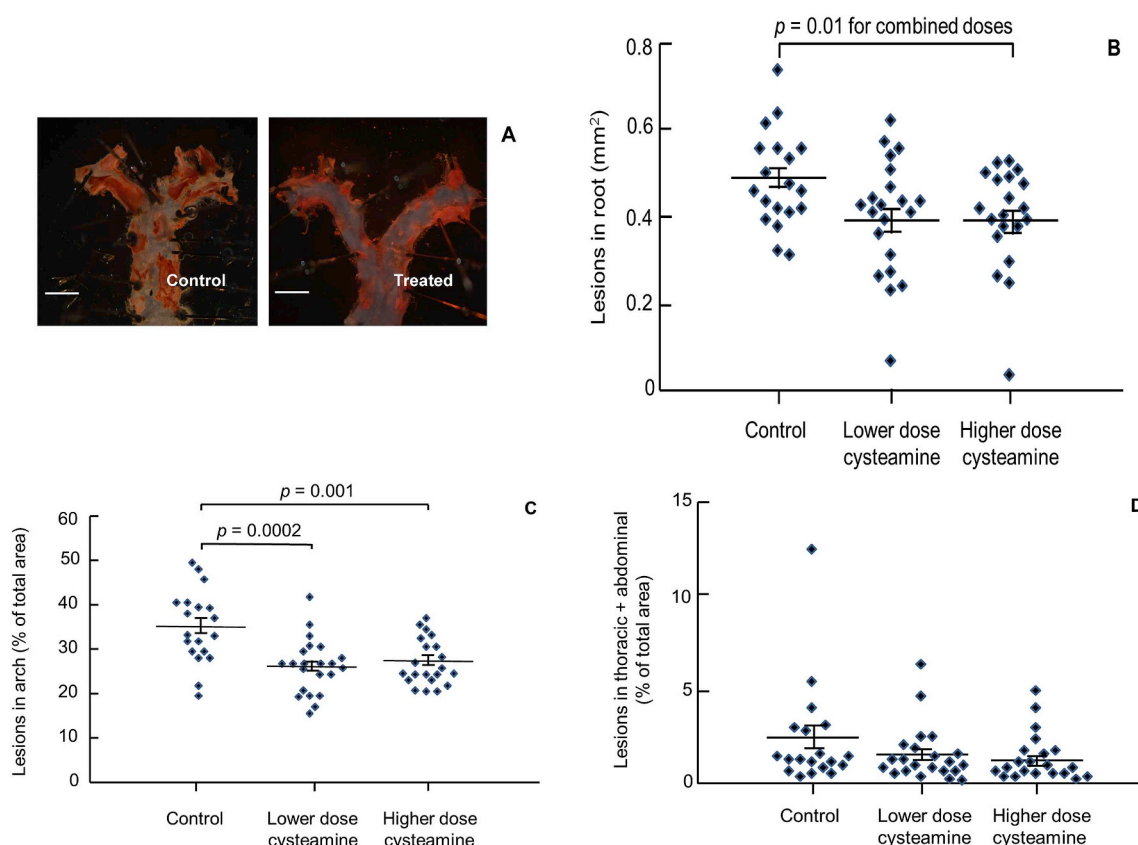 A
Control
Treated
p = 0.01 for combined doses
B
Lesions in root (mm²)
0.8
0.6
0.4
0.2
0
Control
Lower dose
cysteamine
Higher dose
cysteamine
C
p = 0.001
p = 0.0002
Lesions in arch (% of total area)
60
50
40
30
20
10
0
Control
Lower dose
cysteamine
Higher dose
cysteamine
D
Lesions in thoracic + abdominal
(% of total area)
15
10
5
0
Control
Lower dose
cysteamine
Higher dose
cysteamine